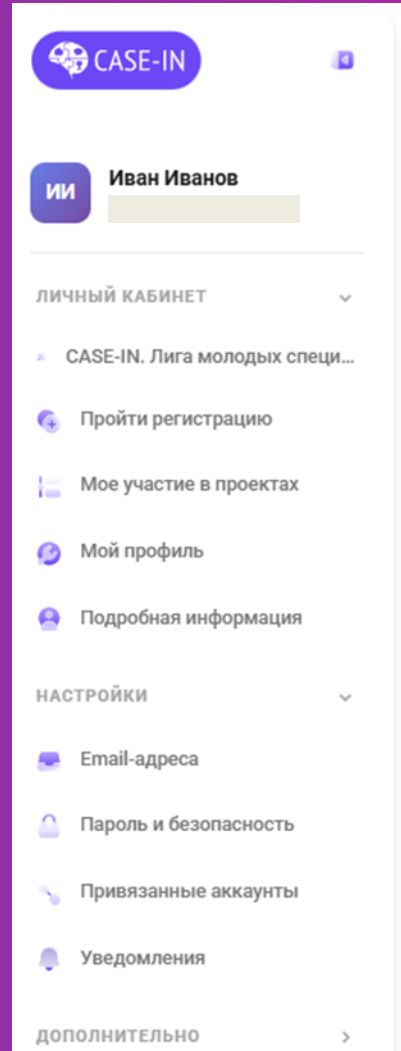 CASE-IN
ИИ
Иван Иванов
ЛИЧНЫЙ КАБИНЕТ
CASE-IN. Лига молодых специ...
Пройти регистрацию
Мое участие в проектах
Мой профиль
Подробная информация
НАСТРОЙКИ
Email-адреса
Пароль и безопасность
Привязанные аккаунты
Уведомления
ДОПОЛНИТЕЛЬНО